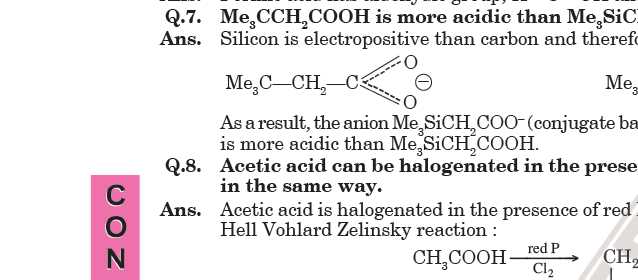 Q.7. Me₃CCH₂COOH is more acidic than Me₃SiC
Ans. Silicon is electropositive than carbon and
O
Me₃C—CH₂—C
⊖
Me₃
O
As a result, the anion Me₃SiCH₂COO⁻ (conjugate
is more acidic than Me₃SiCH₂COOH.
Q.8. Acetic acid can be halogenated in the
in the same way.
Ans. Acetic acid is halogenated in the presence of red
Hell Vohlard Zelinsky reaction :
CH₃COOH red P → CH₂
Cl₂
C
O
N